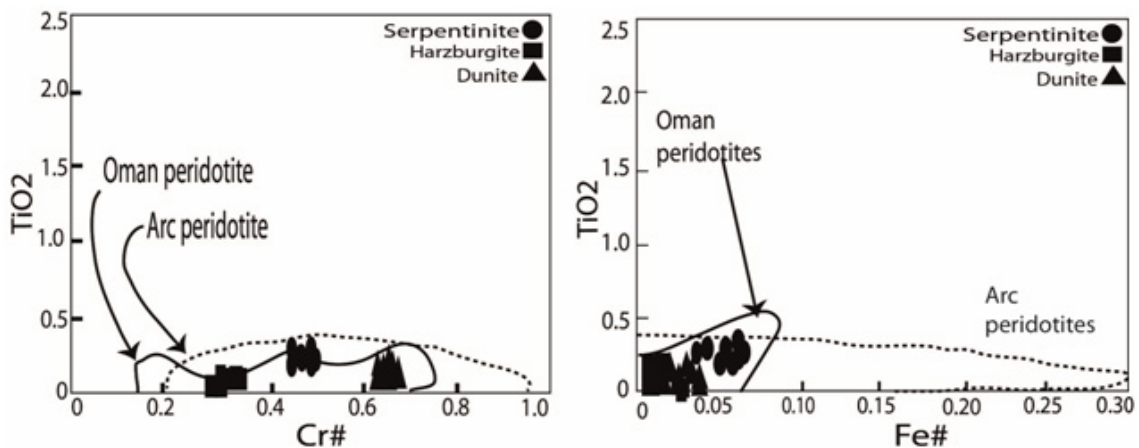 2.5
2.0
1.5
1.0
0.5
0
TiO2
Serpentinite
Harzburgite
Dunite
Oman peridotite
Arc peridotite
0.2
0.4
0.6
0.8
1.0
Cr#
2.5
2.0
1.5
1.0
0.5
0
TiO2
Serpentinite
Harzburgite
Dunite
Oman
peridotites
Arc
peridotites
0
0.05
0.10
0.15
0.20
0.25
0.30
Fe#